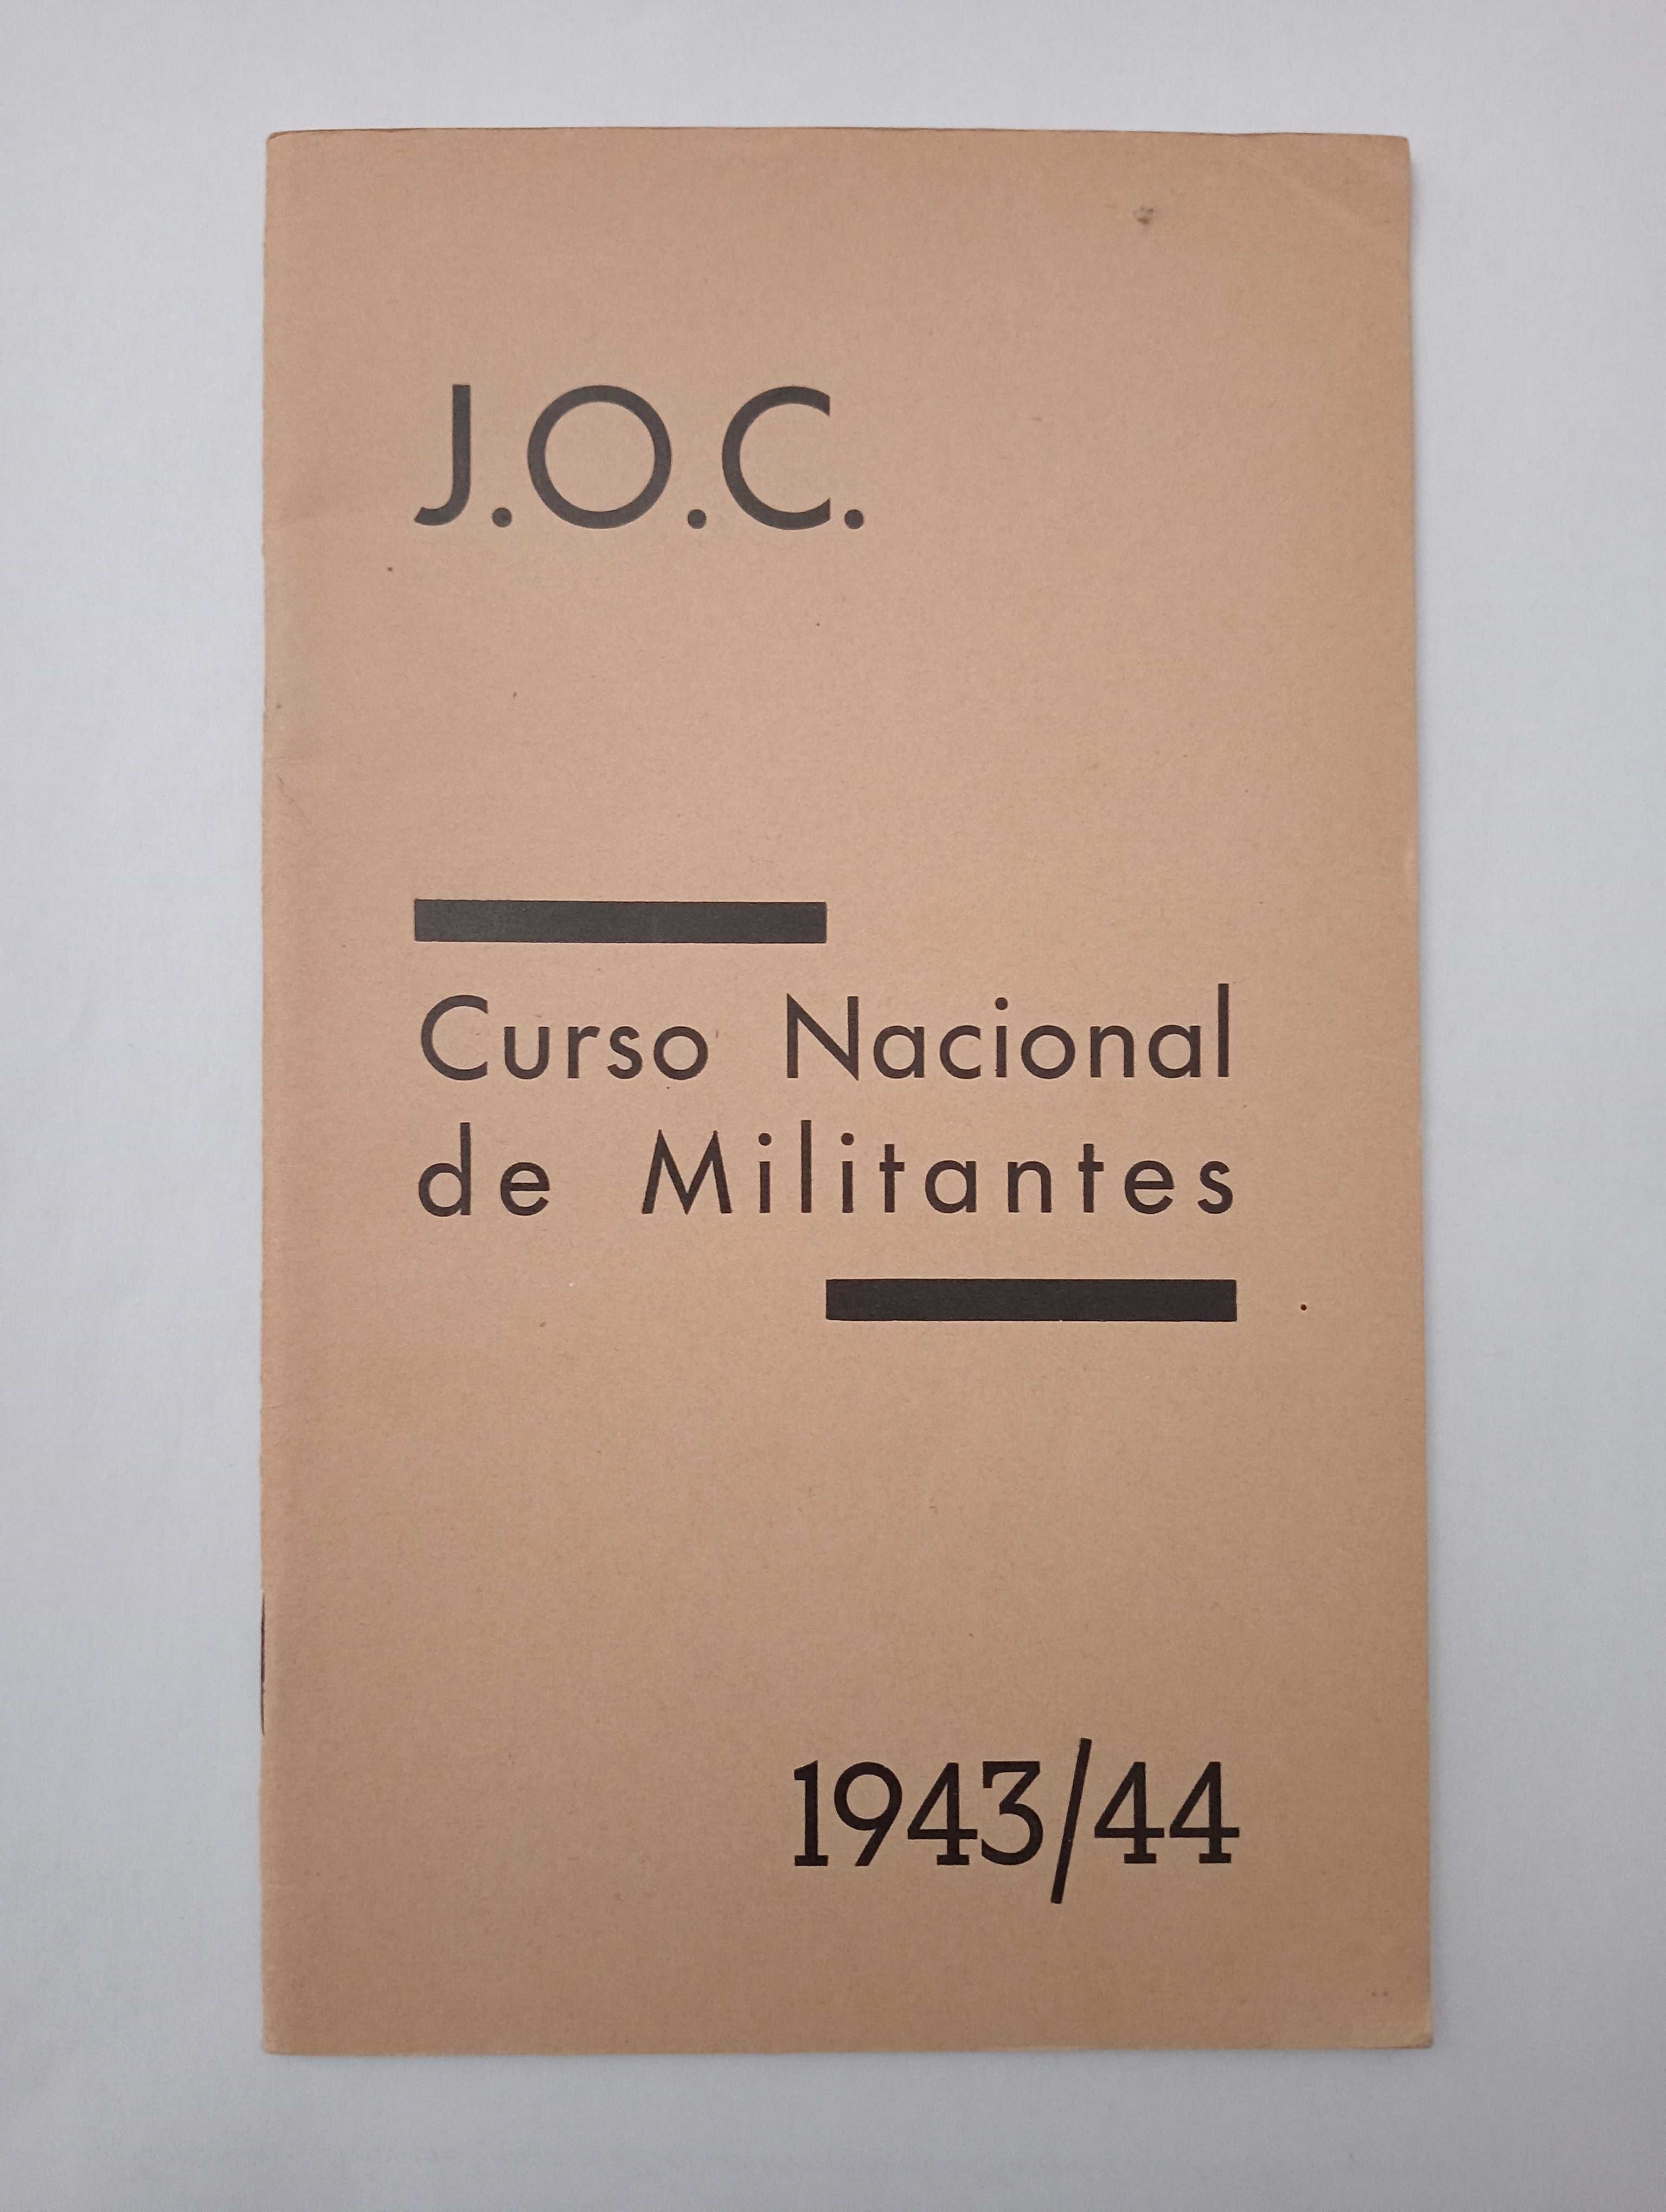 J.O.C.
Curso Nacional
de Militantes
1943/44